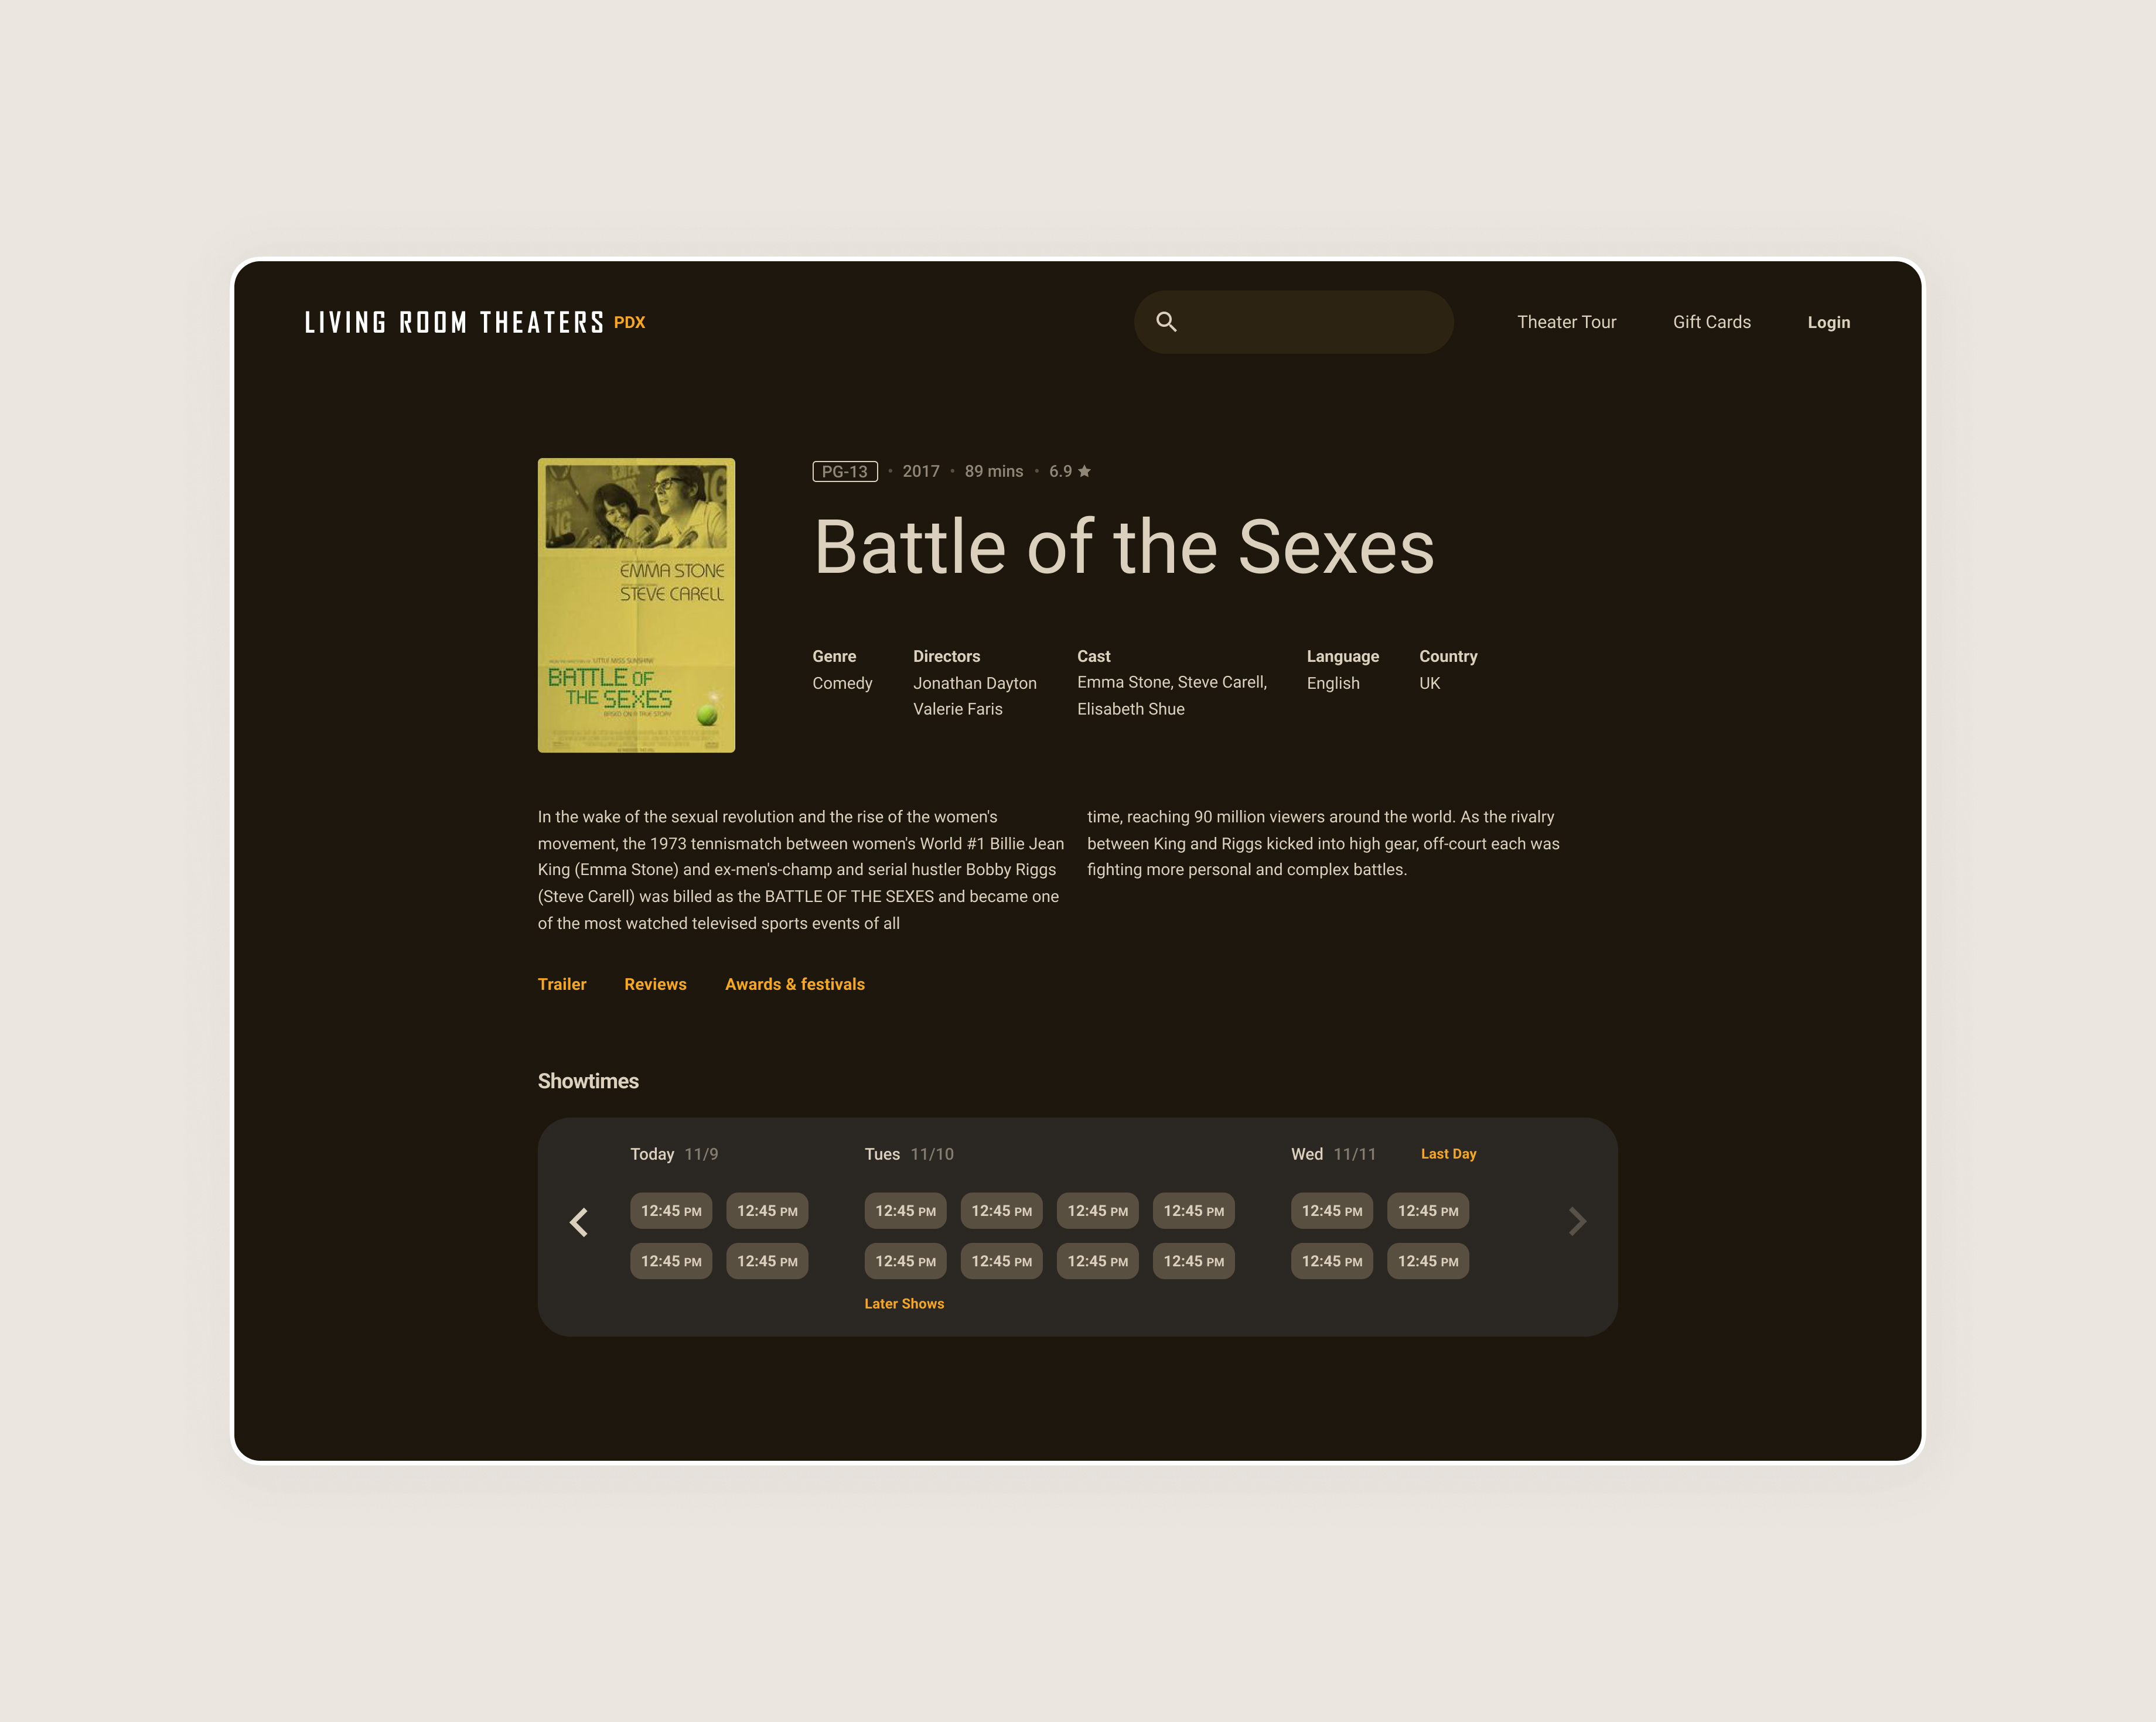 LIVING ROOM THEATERS PDX
Theater Tour
Gift Cards
Login
EMMA STONE
STEVE CARELL
BATTLE OF
THE SEXES
BASED ON A TRUE STORY
PG-13 • 2017 • 89 mins • 6.9
Battle of the Sexes
Genre
Comedy
Directors
Jonathan Dayton
Valerie Faris
Cast
Emma Stone, Steve Carell,
Elisabeth Shue
Language
English
Country
UK
In the wake of the sexual revolution and the rise of the women's
movement, the 1973 tennismatch between women's World #1 Billie Jean
King (Emma Stone) and ex-men's-champ and serial hustler Bobby Riggs
(Steve Carell) was billed as the BATTLE OF THE SEXES and became one
of the most watched televised sports events of all
time, reaching 90 million viewers around the world. As the rivalry
between King and Riggs kicked into high gear, off-court each was
fighting more personal and complex battles.
Trailer
Reviews
Awards & festivals
Showtimes
Today 11/9
12:45 PM 12:45 PM
12:45 PM 12:45 PM
Tues 11/10
12:45 PM 12:45 PM 12:45 PM 12:45 PM
12:45 PM 12:45 PM 12:45 PM 12:45 PM
Later Shows
Wed 11/11 Last Day
12:45 PM 12:45 PM
12:45 PM 12:45 PM